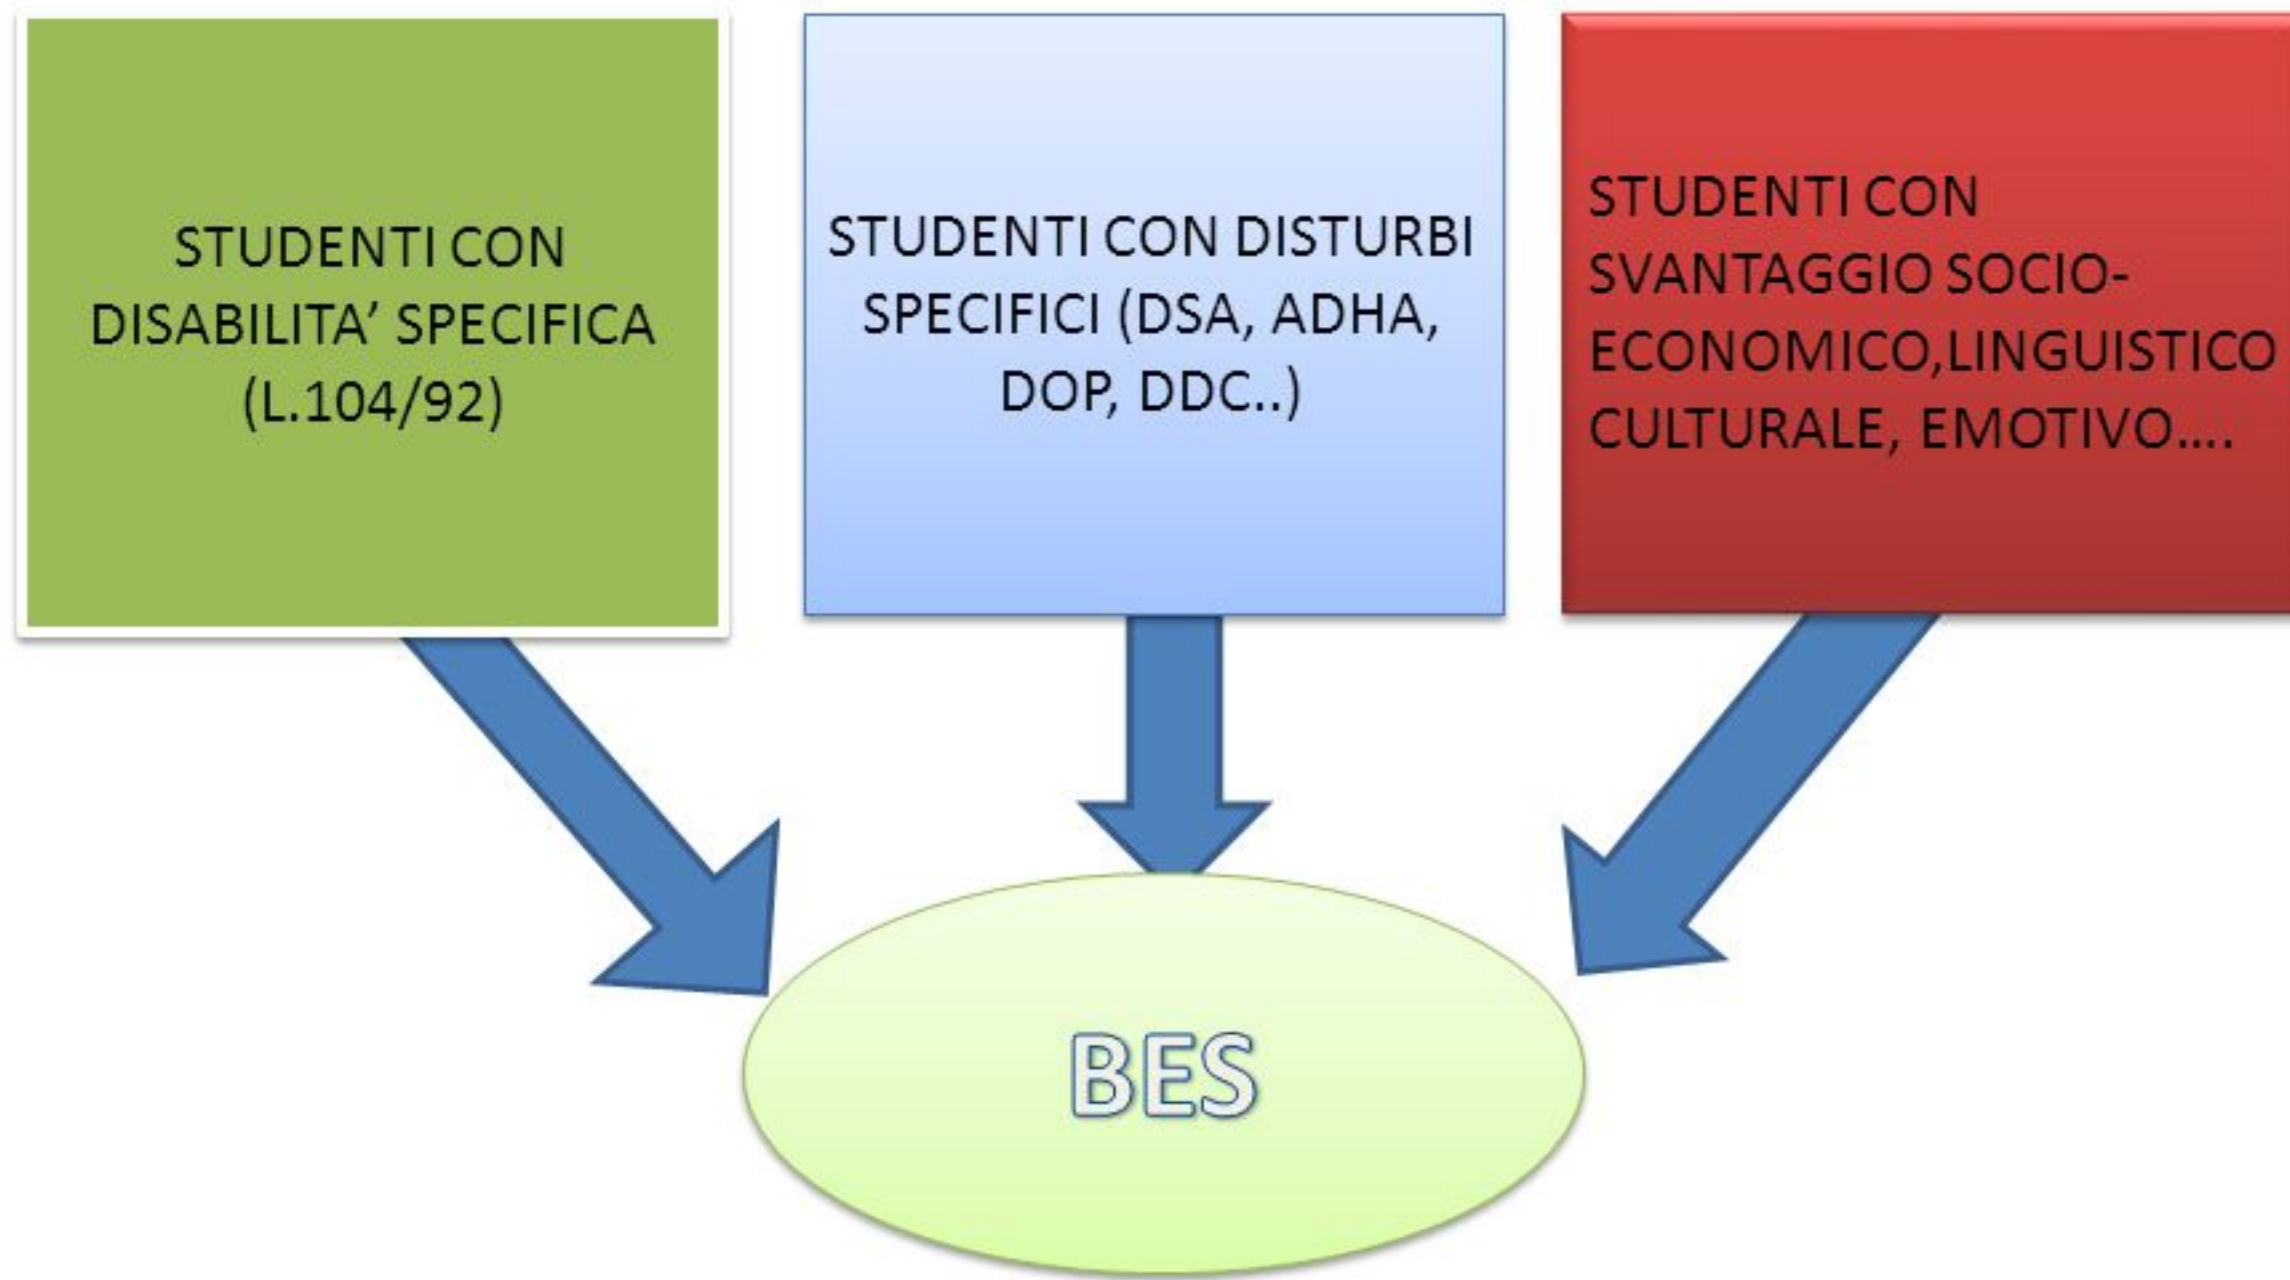 STUDENTI CON
DISABILITA’ SPECIFICA
(L.104/92)
STUDENTI CON DISTURBI
SPECIFICI (DSA, ADHA,
DOP, DDC..)
STUDENTI CON
SVANTAGGIO SOCIO-
ECONOMICO,LINGUISTICO
CULTURALE, EMOTIVO....
BES